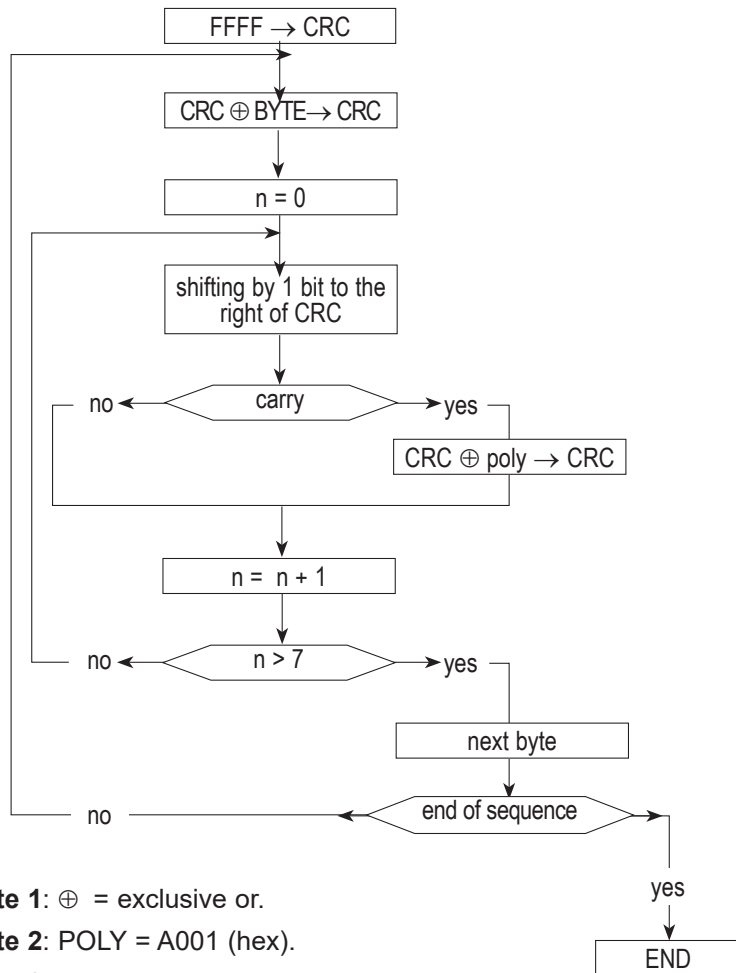 FFFF → CRC
CRC ⊕ BYTE → CRC
n = 0
shifting by 1 bit to the
right of CRC
no
carry
yes
CRC ⊕ poly → CRC
n = n + 1
no
n > 7
yes
next byte
no
end of sequence
yes
1: ⊕ = exclusive or.
2: POLY = A001 (hex).
END